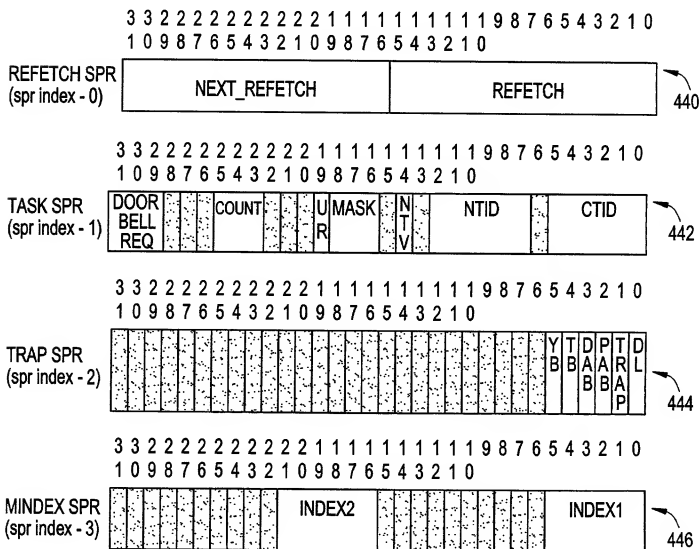 3 3 2 2 2 2 2 2 2 2 2 2 1 1 1 1 1 1 1 1 1 1 9 8 7 6 5 4 3 2 1 0
1 0 9 8 7 6 5 4 3 2 1 0 9 8 7 6 5 4 3 2 1 0
REFETCH SPR
(spr index - 0)
NEXT_REFETCH
REFETCH
440
3 3 2 2 2 2 2 2 2 2 2 2 1 1 1 1 1 1 1 1 1 1 9 8 7 6 5 4 3 2 1 0
1 0 9 8 7 6 5 4 3 2 1 0 9 8 7 6 5 4 3 2 1 0
TASK SPR
(spr index - 1)
DOOR
BELL
REQ
COUNT
UR
MASK
NTV
NTID
CTID
442
3 3 2 2 2 2 2 2 2 2 2 2 1 1 1 1 1 1 1 1 1 1 9 8 7 6 5 4 3 2 1 0
1 0 9 8 7 6 5 4 3 2 1 0 9 8 7 6 5 4 3 2 1 0
TRAP SPR
(spr index - 2)
YB
TB
DAB
PAB
TRAP
DL
444
3 3 2 2 2 2 2 2 2 2 2 2 1 1 1 1 1 1 1 1 1 1 9 8 7 6 5 4 3 2 1 0
1 0 9 8 7 6 5 4 3 2 1 0 9 8 7 6 5 4 3 2 1 0
MINDEX SPR
(spr index - 3)
INDEX2
INDEX1
446